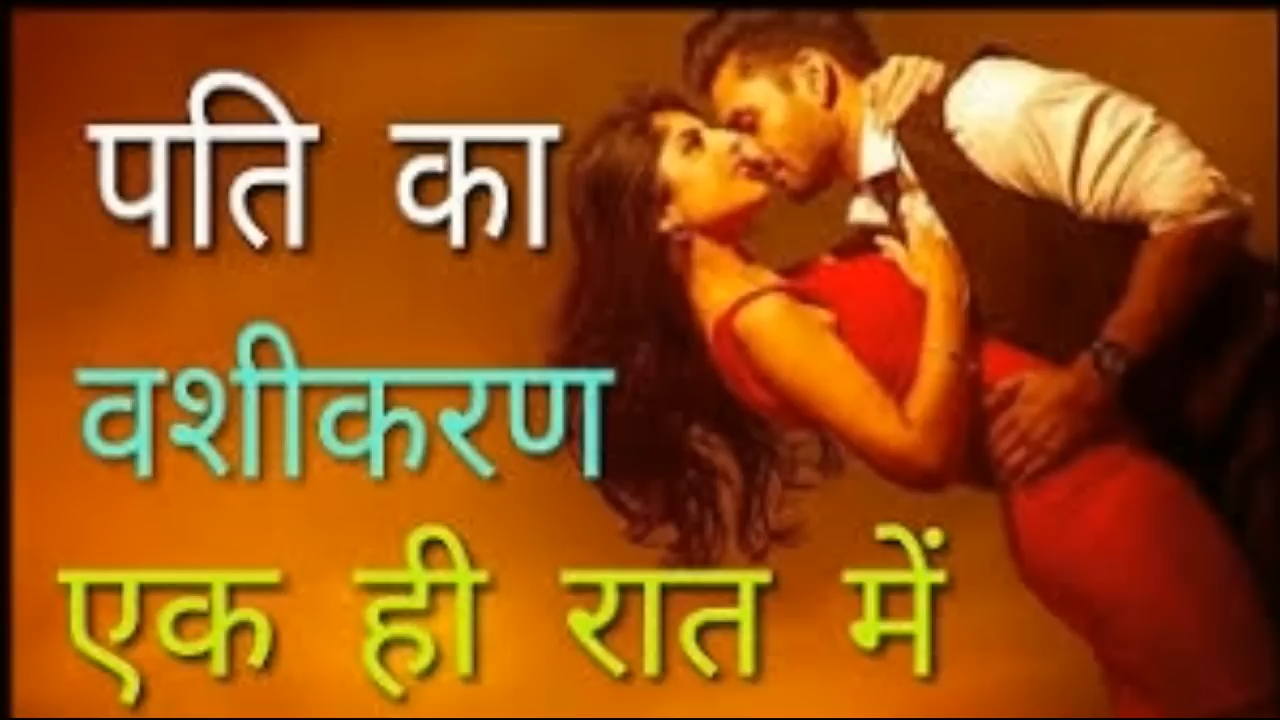 पति का
वशीकरण
एक ही रात में